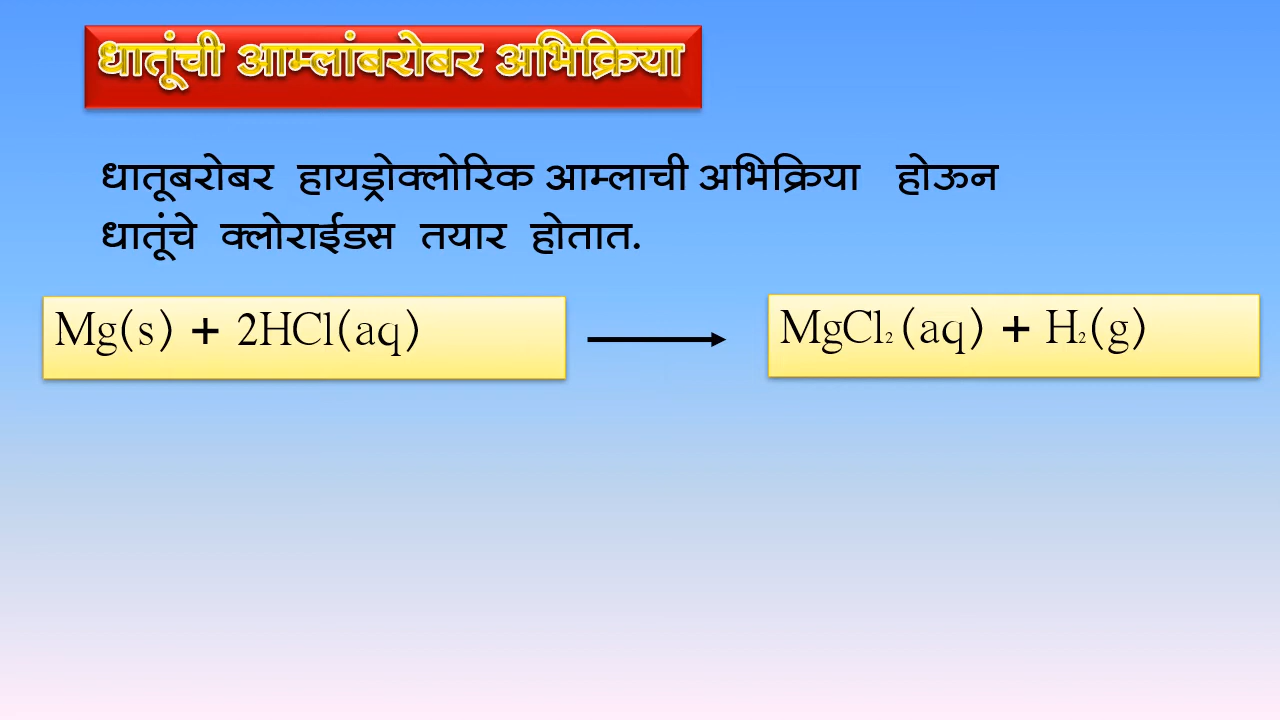 धातूंची आम्लांबरोबर अभिक्रिया
धातूबरोबर हायड्रोक्लोरिक आम्लाची अभिक्रिया होऊन
धातूंचे क्लोराईडस तयार होतात.
Mg(s) + 2HCl(aq) ⟶ MgCl₂(aq) + H₂(g)